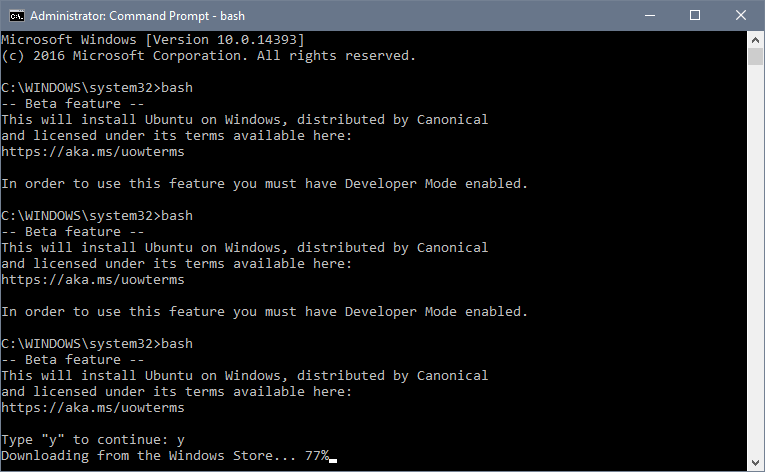 Administrator: Command Prompt - bash
Microsoft Windows [Version 10.0.14393]
(c) 2016 Microsoft Corporation. All rights reserved.
C:\WINDOWS\system32>bash
-- Beta feature --
This will install Ubuntu on Windows, distributed by Canonical
and licensed under its terms available here:
https://aka.ms/uowterms
In order to use this feature you must have Developer Mode enabled.
C:\WINDOWS\system32>bash
-- Beta feature --
This will install Ubuntu on Windows, distributed by Canonical
and licensed under its terms available here:
https://aka.ms/uowterms
In order to use this feature you must have Developer Mode enabled.
C:\WINDOWS\system32>bash
-- Beta feature --
This will install Ubuntu on Windows, distributed by Canonical
and licensed under its terms available here:
https://aka.ms/uowterms
Type "y" to continue: y
Downloading from the Windows Store... 77%